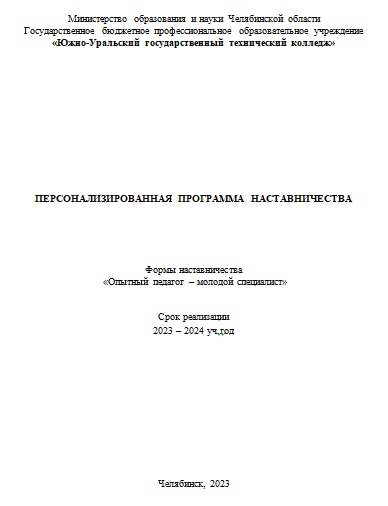 Министерство образования и науки Челябинской области
Государственное бюджетное профессиональное образовательное учреждение
«Южно-Уральский государственный технический колледж»
ПЕРСОНАЛИЗИРОВАННАЯ ПРОГРАММА НАСТАВНИЧЕСТВА
Формы наставничества
«Опытный педагог – молодой специалист»
Срок реализации
2023 – 2024 уч,год
Челябинск, 2023